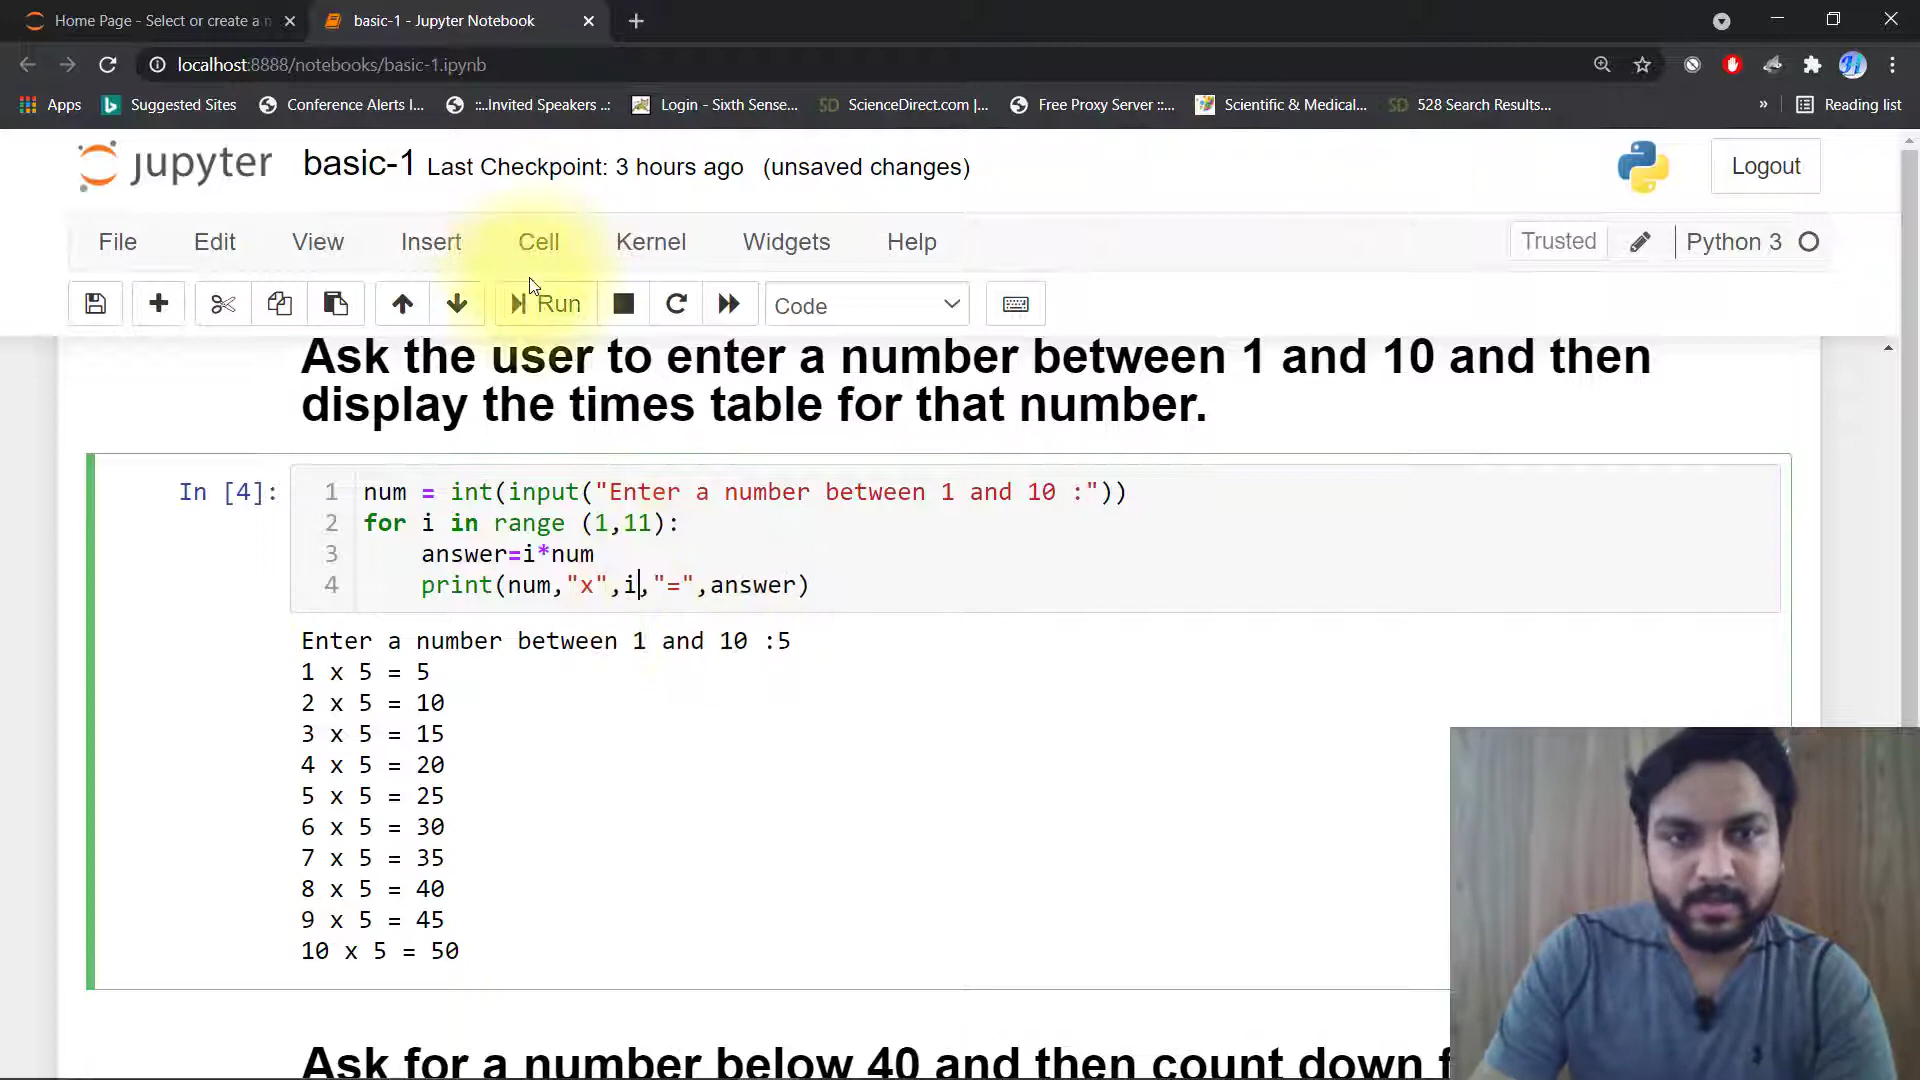 Home Page - Select or create a n
basic-1 - Jupyter Notebook
localhost:8888/notebooks/basic-1.ipynb
Apps
Suggested Sites
Conference Alerts I...
::..Invited Speakers ..:
Login - Sixth Sense...
SD ScienceDirect.com |...
Free Proxy Server ::...
Scientific & Medical...
SD 528 Search Results...
»
Reading list
jupyter
basic-1 Last Checkpoint: 3 hours ago (unsaved changes)
Logout
File Edit View Insert Cell Kernel Widgets Help
Trusted
Python 3
Run
Code
Ask the user to enter a number between 1 and 10 and then
display the times table for that number.
In [4]:
1 num = int(input("Enter a number between 1 and 10 :"))
2 for i in range (1,11):
3 answer=i*num
4 print(num,"x",i,"=",answer)
Enter a number between 1 and 10 :5
1 x 5 = 5
2 x 5 = 10
3 x 5 = 15
4 x 5 = 20
5 x 5 = 25
6 x 5 = 30
7 x 5 = 35
8 x 5 = 40
9 x 5 = 45
10 x 5 = 50
Ask for a number below 40 and then count down f